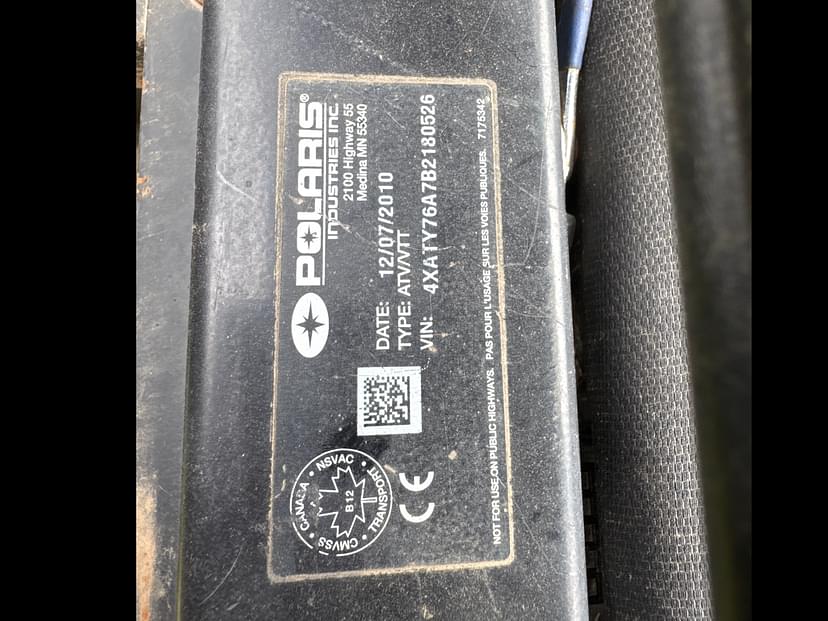 POLARIS®
INDUSTRIES INC.
2100 Highway 55
Medina MN 55340
DATE: 12/07/2010
TYPE: ATV/VTT
VIN: 4XATY76A7B2180526
CANADA • NSVAC • TRANSPORT • CMVSS •
B12
CE
NOT FOR USE ON PUBLIC HIGHWAYS. PAS POUR L'USAGE SUR LES VOIES PUBLIQUES. 7175342